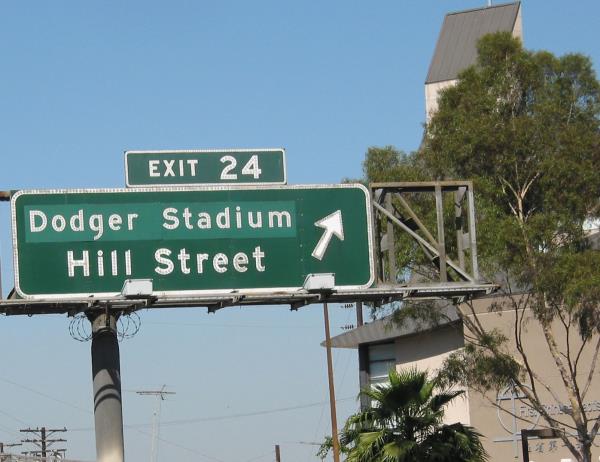 EXIT 24
Dodger Stadium
Hill Street